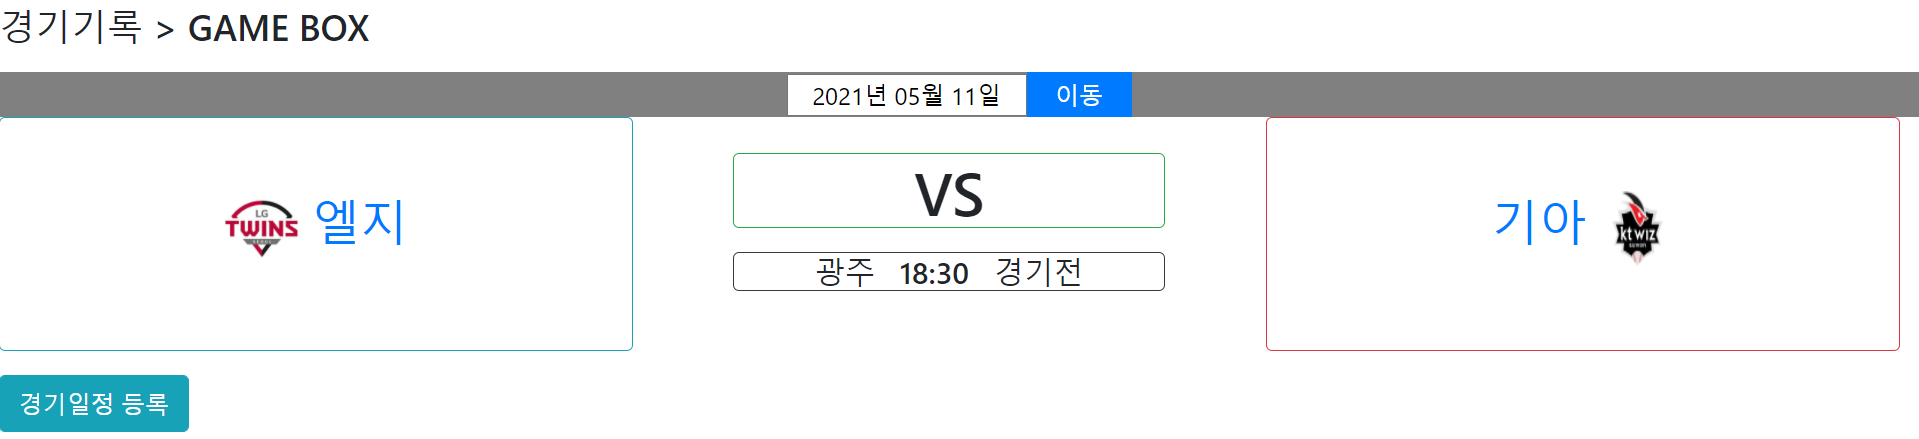 경기기록 > GAME BOX
2021년 05월 11일 이동
LG
TWINS
엘지
VS
광주 18:30 경기전
기아
kt wiz
suwon
경기일정 등록